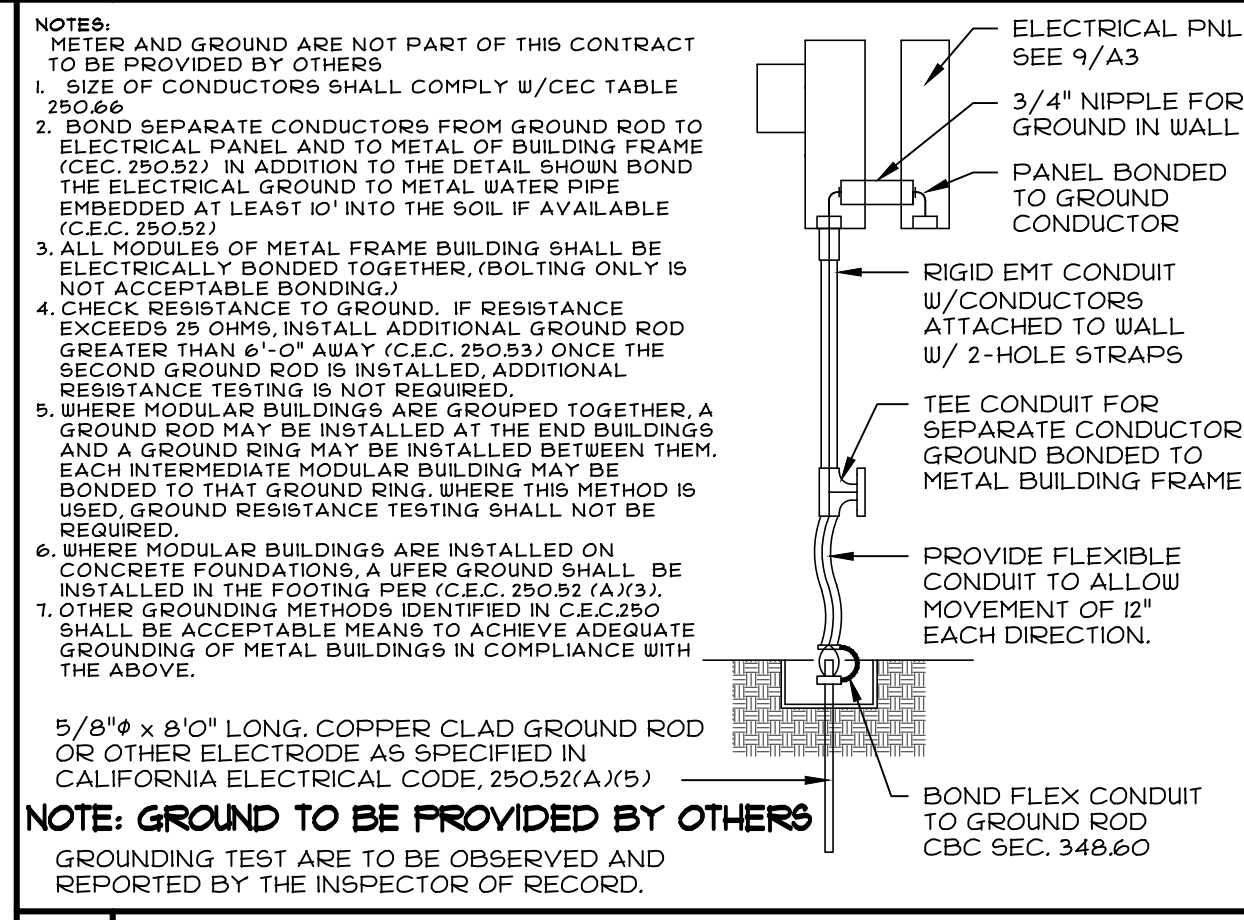 NOTES:
METER AND GROUND ARE NOT PART OF THIS CONTRACT
TO BE PROVIDED BY OTHERS
1. SIZE OF CONDUCTORS SHALL COMPLY W/CEC TABLE
250.66
2. BOND SEPARATE CONDUCTORS FROM GROUND ROD TO
ELECTRICAL PANEL AND TO METAL OF BUILDING FRAME
(CEC. 250.52) IN ADDITION TO THE DETAIL SHOWN BOND
THE ELECTRICAL GROUND TO METAL WATER PIPE
EMBEDDED AT LEAST 10' INTO THE SOIL IF AVAILABLE
(C.E.C. 250.52)
3. ALL MODULES OF METAL FRAME BUILDING SHALL BE
ELECTRICALLY BONDED TOGETHER, (BOLTING ONLY IS
NOT ACCEPTABLE BONDING.)
4. CHECK RESISTANCE TO GROUND. IF RESISTANCE
EXCEEDS 25 OHMS, INSTALL ADDITIONAL GROUND ROD
GREATER THAN 6'-0" AWAY (C.E.C. 250.53) ONCE THE
SECOND GROUND ROD IS INSTALLED, ADDITIONAL
RESISTANCE TESTING IS NOT REQUIRED.
5. WHERE MODULAR BUILDINGS ARE GROUPED TOGETHER, A
GROUND ROD MAY BE INSTALLED AT THE END BUILDINGS
AND A GROUND RING MAY BE INSTALLED BETWEEN THEM.
EACH INTERMEDIATE MODULAR BUILDING MAY BE
BONDED TO THAT GROUND RING. WHERE THIS METHOD IS
USED, GROUND RESISTANCE TESTING SHALL NOT BE
REQUIRED.
6. WHERE MODULAR BUILDINGS ARE INSTALLED ON
CONCRETE FOUNDATIONS, A UFER GROUND SHALL BE
INSTALLED IN THE FOOTING PER (C.E.C. 250.52 (A)(3).
7. OTHER GROUNDING METHODS IDENTIFIED IN C.E.C.250
SHALL BE ACCEPTABLE MEANS TO ACHIEVE ADEQUATE
GROUNDING OF METAL BUILDINGS IN COMPLIANCE WITH
THE ABOVE.
5/8"φ x 8'0" LONG. COPPER CLAD GROUND ROD
OR OTHER ELECTRODE AS SPECIFIED IN
CALIFORNIA ELECTRICAL CODE, 250.52(A)(5)
NOTE: GROUND TO BE PROVIDED BY OTHERS
GROUNDING TEST ARE TO BE OBSERVED AND
REPORTED BY THE INSPECTOR OF RECORD.
ELECTRICAL PNL
SEE 9/A3
3/4" NIPPLE FOR
GROUND IN WALL
PANEL BONDED
TO GROUND
CONDUCTOR
RIGID EMT CONDUIT
W/CONDUCTORS
ATTACHED TO WALL
W/ 2-HOLE STRAPS
TEE CONDUIT FOR
SEPARATE CONDUCTOR
GROUND BONDED TO
METAL BUILDING FRAME
PROVIDE FLEXIBLE
CONDUIT TO ALLOW
MOVEMENT OF 12"
EACH DIRECTION.
BOND FLEX CONDUIT
TO GROUND ROD
CBC SEC. 348.60